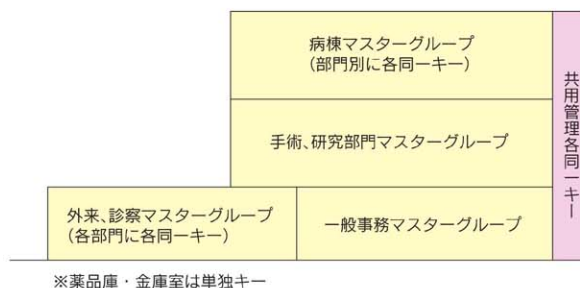 病棟マスターグループ
（部門別に各同一キー）
手術、研究部門マスターグループ
外来、診察マスターグループ
（各部門に各同一キー）
一般事務マスターグループ
共用管理各同一キー
※薬品庫・金庫室は単独キー